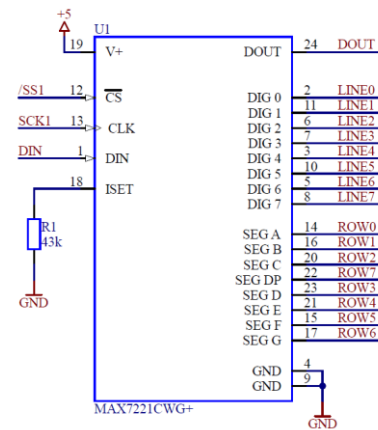 +5
U1
19 V+ DOUT 24 DOUT
/SS1 12 CS DIG 0 2 LINE0
SCK1 13 CLK DIG 1 11 LINE1
DIN 1 DIN DIG 2 6 LINE2
DIG 3 7 LINE3
DIG 4 3 LINE4
DIG 5 10 LINE5
18 ISET DIG 6 5 LINE6
DIG 7 8 LINE7
R1
43k
GND
SEG A 14 ROW0
SEG B 16 ROW1
SEG C 20 ROW2
SEG DP 22 ROW7
SEG D 23 ROW3
SEG E 21 ROW4
SEG F 15 ROW5
SEG G 17 ROW6
GND 4
GND 9
MAX7221CWG+
GND